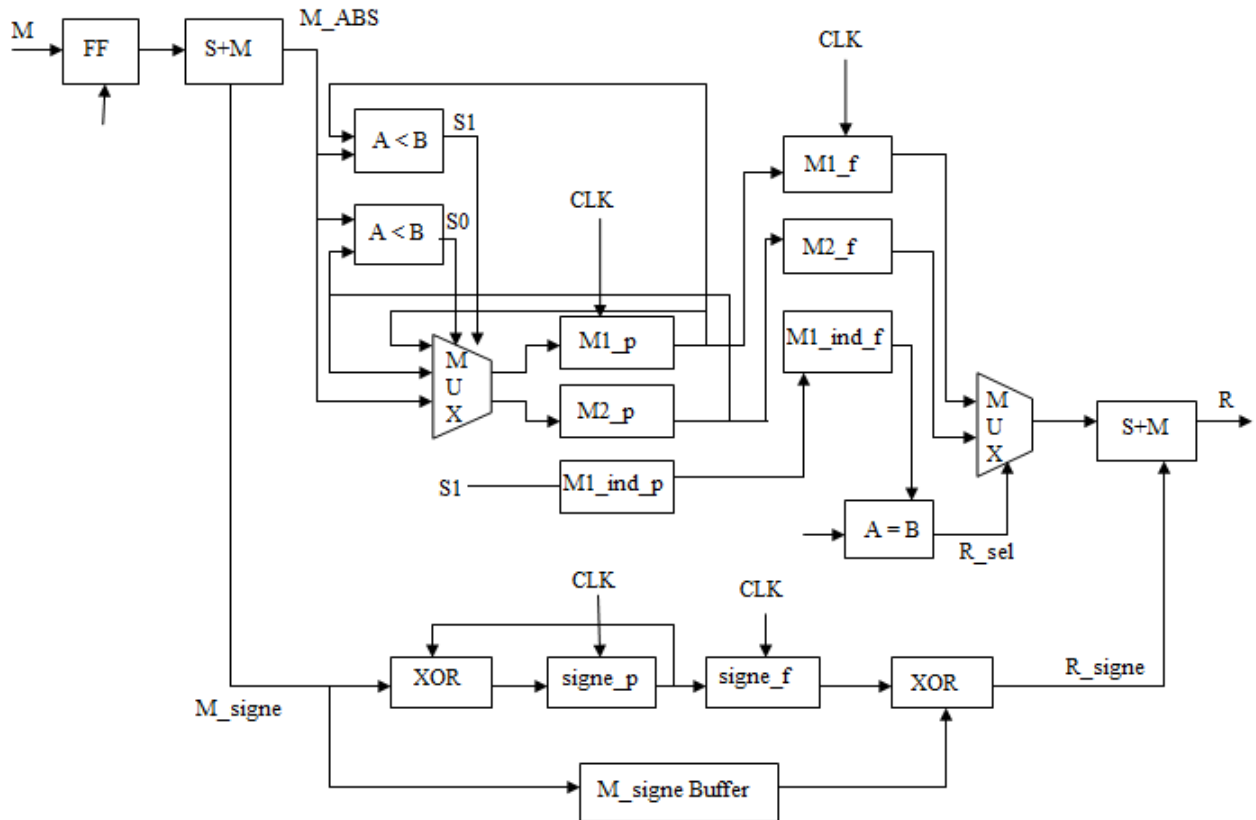 M
FF
S+M
M_ABS
CLK
A < B
S1
M1_f
CLK
A < B
S0
M2_f
M
U
X
M1_p
M1_ind_f
M2_p
M
U
X
S+M
R
S1
M1_ind_p
A = B
R_sel
CLK
CLK
XOR
signe_p
signe_f
XOR
R_signe
M_signe
M_signe Buffer